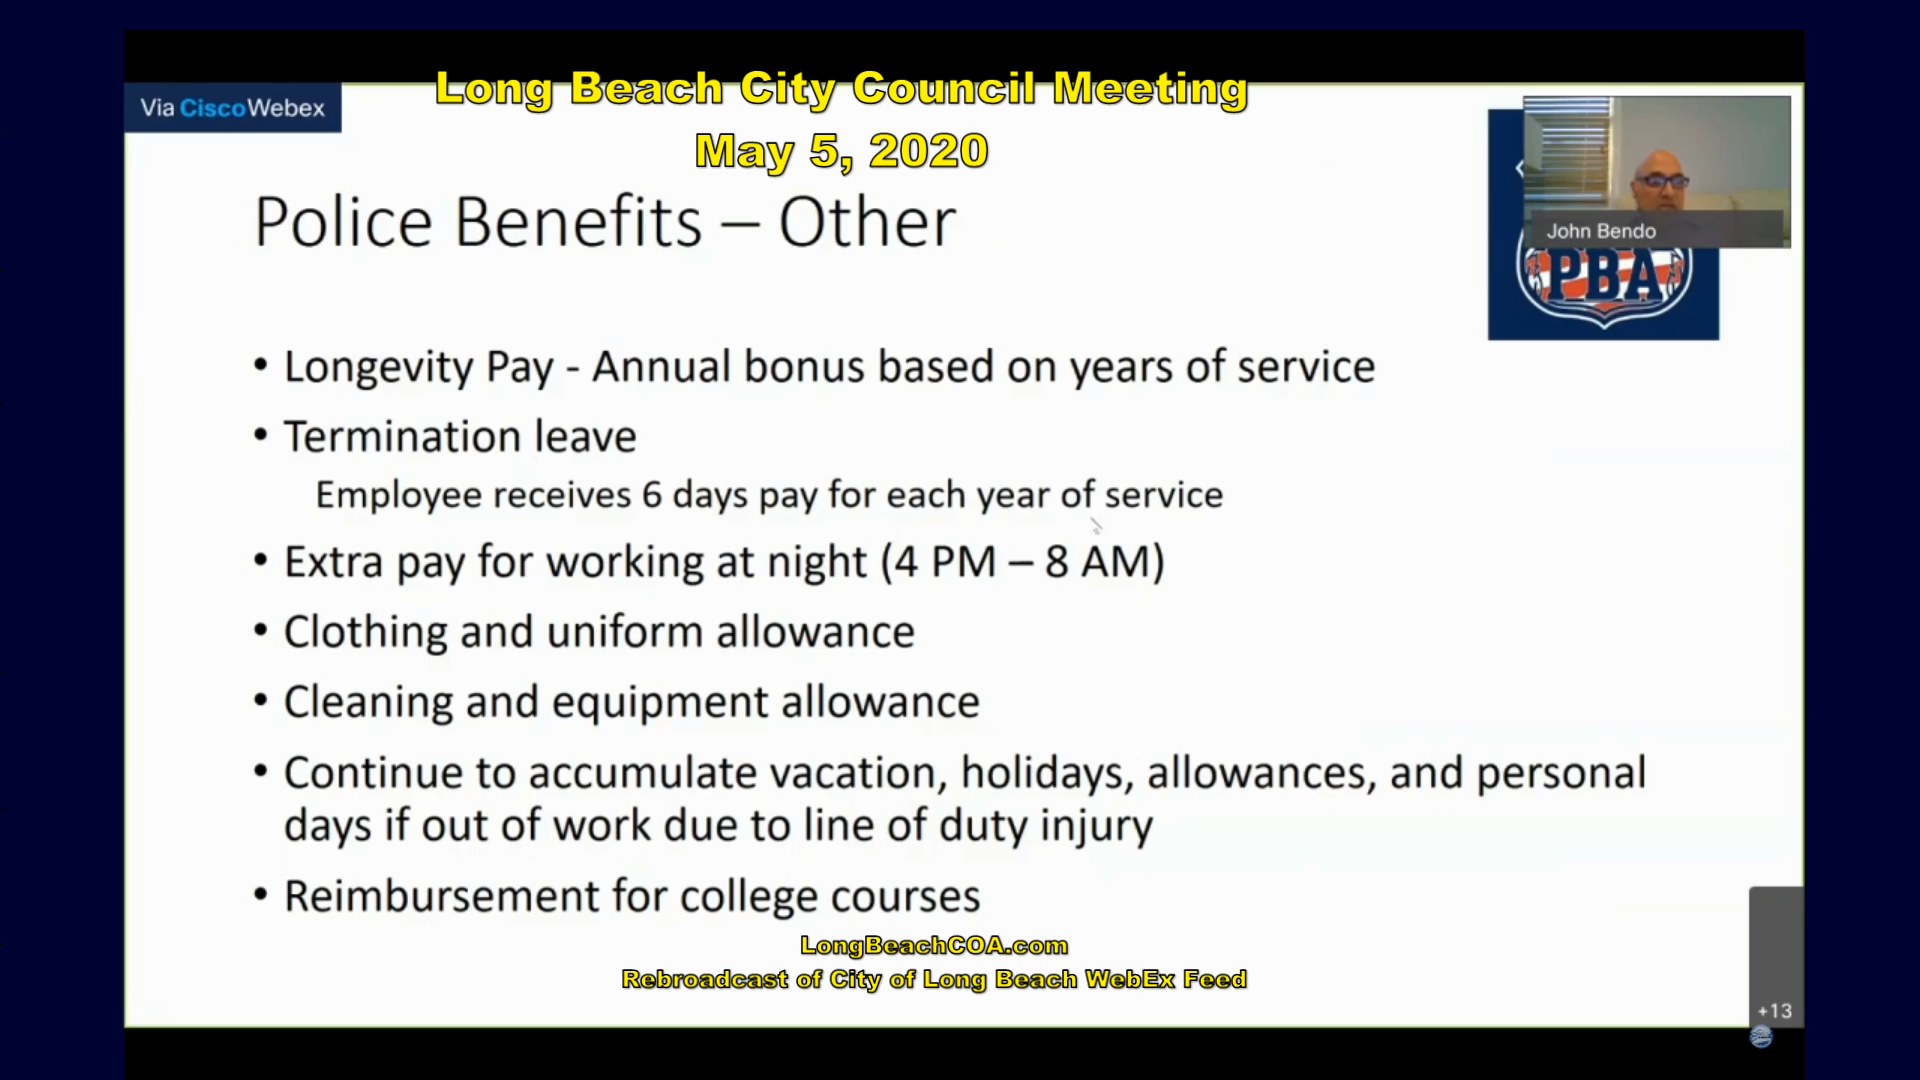 Long Beach City Council Meeting
Via CiscoWebex
May 5, 2020
Police Benefits – Other
John Bendo
PBA
• Longevity Pay - Annual bonus based on years of service
• Termination leave
Employee receives 6 days pay for each year of service
• Extra pay for working at night (4 PM – 8 AM)
• Clothing and uniform allowance
• Cleaning and equipment allowance
• Continue to accumulate vacation, holidays, allowances, and personal
days if out of work due to line of duty injury
• Reimbursement for college courses
LongBeachCOA.com
Rebroadcast of City of Long Beach WebEx Feed
+13